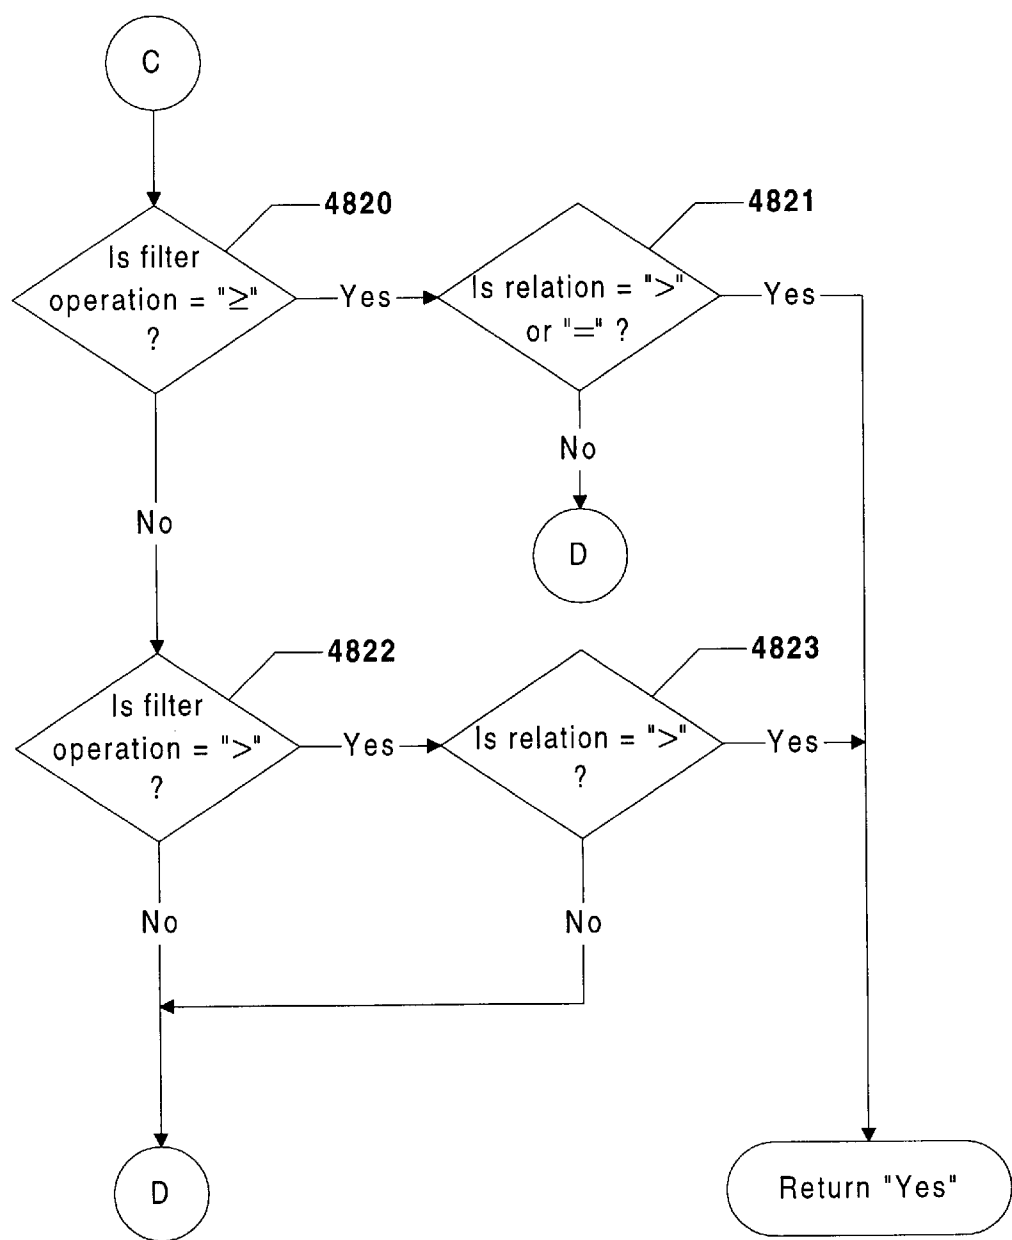 C
4820
Is filter
operation = "≥"
?
Yes
4821
Is relation = ">"
or "=" ?
Yes
No
D
No
4822
Is filter
operation = ">"
?
Yes
4823
Is relation = ">"
?
Yes
No
No
D
Return "Yes"